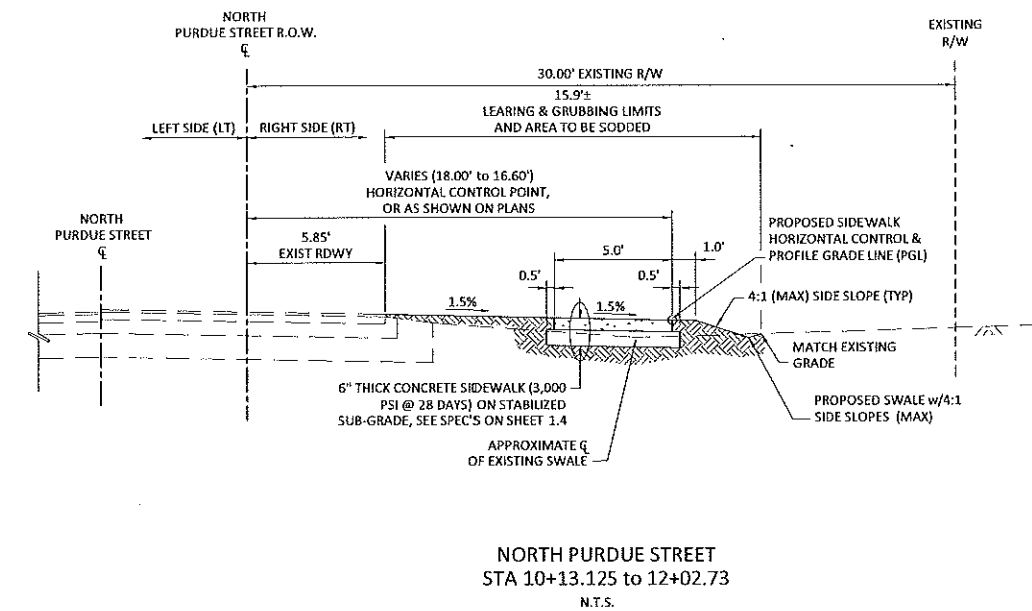 NORTH
PURDUE STREET R.O.W.
℄
EXISTING
R/W
30.00' EXISTING R/W
15.9'±
LEARING & GRUBBING LIMITS
AND AREA TO BE SODDED
LEFT SIDE (LT)
RIGHT SIDE (RT)
VARIES (18.00' to 16.60')
HORIZONTAL CONTROL POINT,
OR AS SHOWN ON PLANS
NORTH
PURDUE STREET
℄
5.85'
EXIST RDWY
0.5'
5.0'
0.5'
1.0'
PROPOSED SIDEWALK
HORIZONTAL CONTROL &
PROFILE GRADE LINE (PGL)
1.5%
1.5%
4:1 (MAX) SIDE SLOPE (TYP)
MATCH EXISTING
GRADE
6" THICK CONCRETE SIDEWALK (3,000
PSI @ 28 DAYS) ON STABILIZED
SUB-GRADE, SEE SPEC'S ON SHEET 1.4
PROPOSED SWALE w/4:1
SIDE SLOPES (MAX)
APPROXIMATE ℄
OF EXISTING SWALE
NORTH PURDUE STREET
STA 10+13.125 to 12+02.73
N.T.S.